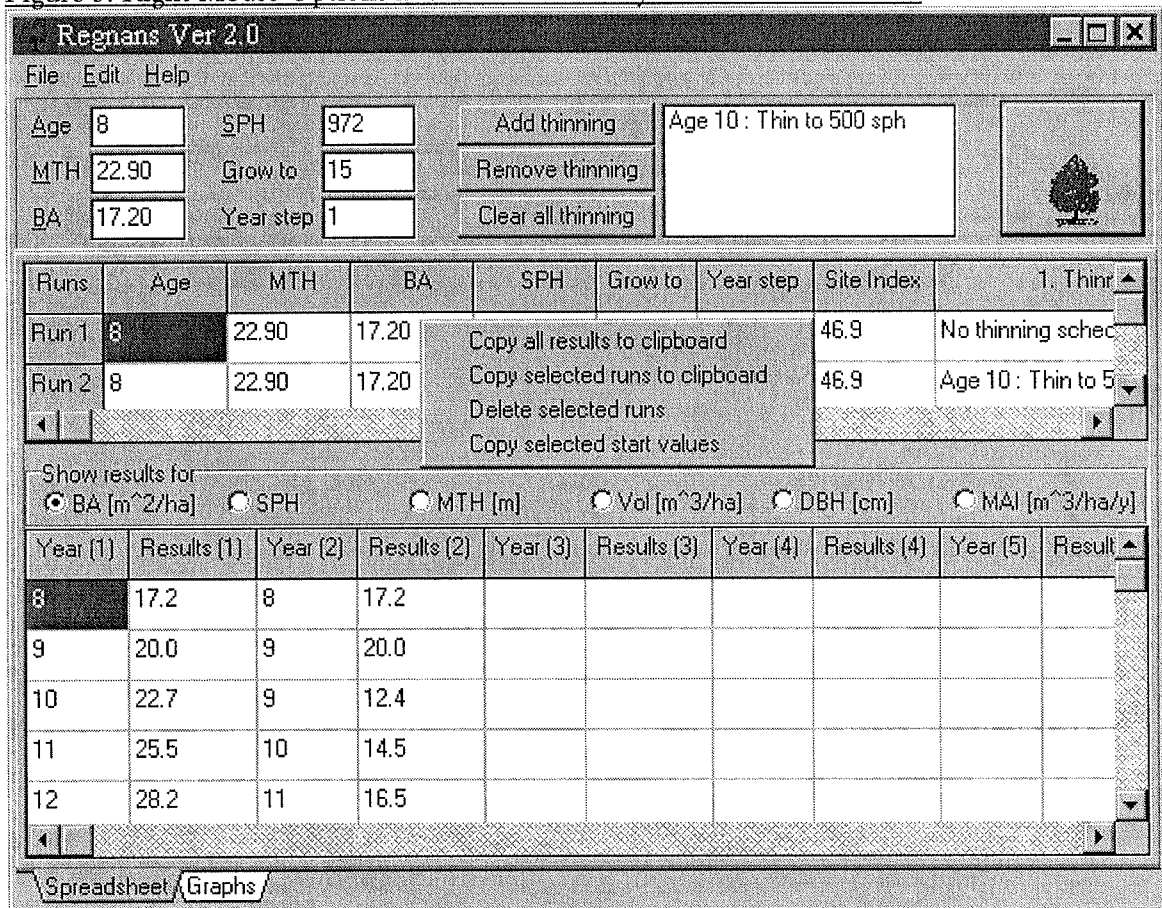 Regnans Ver 2.0
File Edit Help
Age 8 SPH 972 Add thinning Age 10 : Thin to 500 sph
MTH 22.90 Grow to 15 Remove thinning
BA 17.20 Year step 1 Clear all thinning
Runs Age MTH BA SPH Grow to Year step Site Index 1. Thinr
Run 1 8 22.90 17.20 46.9 No thinning sched
Run 2 8 22.90 17.20 46.9 Age 10 : Thin to 5
Copy all results to clipboard
Copy selected runs to clipboard
Delete selected runs
Copy selected start values
Show results for
BA [m^2/ha] SPH MTH [m] Vol [m^3/ha] DBH [cm] MAI [m^3/ha/y]
Year (1) Results (1) Year (2) Results (2) Year (3) Results (3) Year (4) Results (4) Year (5) Result
8 17.2 8 17.2
9 20.0 9 20.0
10 22.7 9 12.4
11 25.5 10 14.5
12 28.2 11 16.5
Spreadsheet Graphs